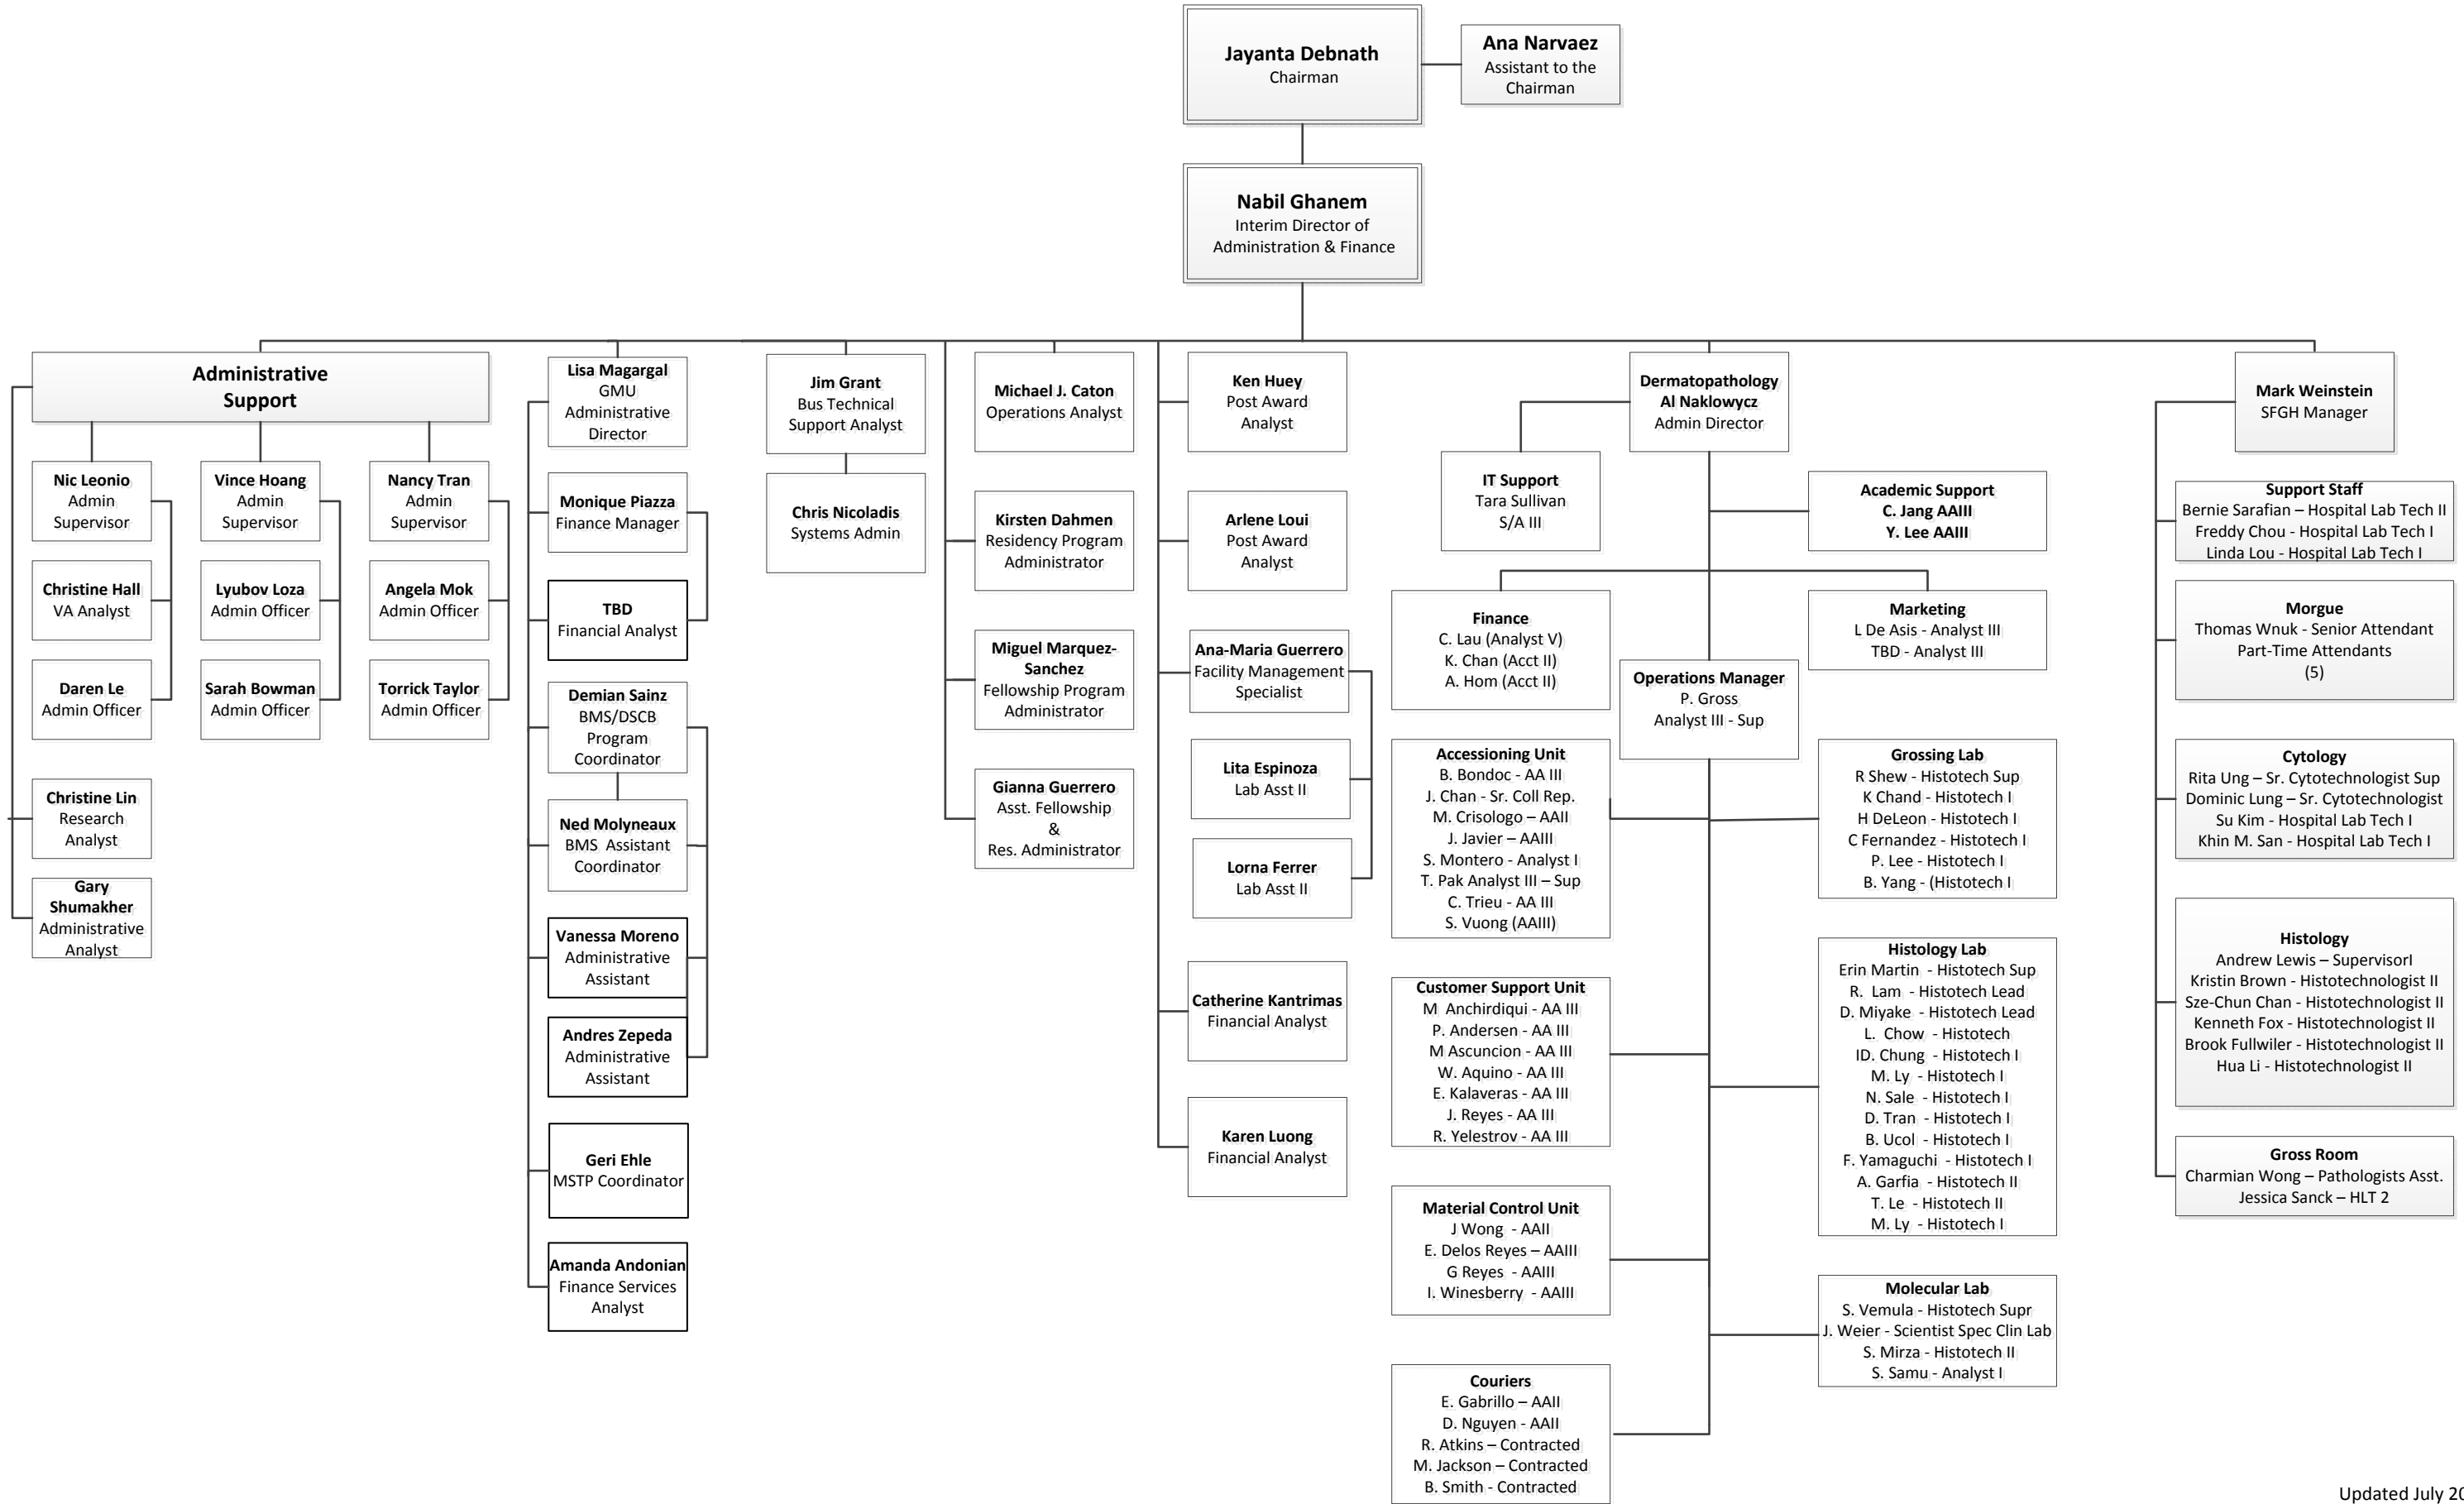 Jayanta Debnath
Chairman
Ana Narvaez
Assistant to the
Chairman
Nabil Ghanem
Interim Director of
Administration & Finance
Administrative
Support
Nic Leonio
Admin
Supervisor
Christine Hall
VA Analyst
Daren Le
Admin Officer
Vince Hoang
Admin
Supervisor
Lyubov Loza
Admin Officer
Sarah Bowman
Admin Officer
Nancy Tran
Admin
Supervisor
Angela Mok
Admin Officer
Torrick Taylor
Admin Officer
Christine Lin
Research
Analyst
Gary
Shumakher
Administrative
Analyst
Lisa Magargal
GMU
Administrative
Director
Monique Piazza
Finance Manager
TBD
Financial Analyst
Demian Sainz
BMS/DSCB
Program
Coordinator
Ned Molyneaux
BMS Assistant
Coordinator
Vanessa Moreno
Administrative
Assistant
Andres Zepeda
Administrative
Assistant
Geri Ehle
MSTP Coordinator
Amanda Andonian
Finance Services
Analyst
Jim Grant
Bus Technical
Support Analyst
Chris Nicoladis
Systems Admin
Michael J. Caton
Operations Analyst
Kirsten Dahmen
Residency Program
Administrator
Miguel Marquez-
Sanchez
Fellowship Program
Administrator
Gianna Guerrero
Asst. Fellowship
&
Res. Administrator
Ken Huey
Post Award
Analyst
Arlene Loui
Post Award
Analyst
Ana-Maria Guerrero
Facility Management
Specialist
Lita Espinoza
Lab Asst II
Lorna Ferrer
Lab Asst II
Catherine Kantrimas
Financial Analyst
Karen Luong
Financial Analyst
Dermatopathology
Al Naklowycz
Admin Director
IT Support
Tara Sullivan
S/A III
Academic Support
C. Jang AAIII
Y. Lee AAIII
Finance
C. Lau (Analyst V)
K. Chan (Acct II)
A. Hom (Acct II)
Marketing
L De Asis - Analyst III
TBD - Analyst III
Operations Manager
P. Gross
Analyst III - Sup
Accessioning Unit
B. Bondoc - AA III
J. Chan - Sr. Coll Rep.
M. Crisologo – AAII
J. Javier – AAIII
S. Montero - Analyst I
T. Pak Analyst III – Sup
C. Trieu – AA III
S. Vuong (AAIII)
Customer Support Unit
M Anchirdiqui - AA III
P. Andersen - AA III
M Ascuncion - AA III
W. Aquino - AA III
E. Kalaveras - AA III
J. Reyes - AA III
R. Yelestrov - AA III
Material Control Unit
J Wong - AAII
E. Delos Reyes – AAIII
G Reyes - AAIII
I. Winesberry - AAIII
Couriers
E. Gabrillo – AAII
D. Nguyen - AAII
R. Atkins – Contracted
M. Jackson – Contracted
B. Smith - Contracted
Grossing Lab
R Shew - Histotech Sup
K Chand - Histotech I
H DeLeon - Histotech I
C Fernandez - Histotech I
P. Lee - Histotech I
B. Yang - (Histotech I
Histology Lab
Erin Martin - Histotech Sup
R. Lam - Histotech Lead
D. Miyake - Histotech Lead
L. Chow - Histotech
ID. Chung - Histotech I
M. Ly - Histotech I
N. Sale - Histotech I
D. Tran - Histotech I
B. Ucol - Histotech I
F. Yamaguchi - Histotech I
A. Garfia - Histotech II
T. Le - Histotech II
M. Ly - Histotech I
Molecular Lab
S. Vemula - Histotech Supr
J. Weier - Scientist Spec Clin Lab
S. Mirza - Histotech II
S. Samu - Analyst I
Mark Weinstein
SFGH Manager
Support Staff
Bernie Sarafian – Hospital Lab Tech II
Freddy Chou - Hospital Lab Tech I
Linda Lou - Hospital Lab Tech I
Morgue
Thomas Wnuk - Senior Attendant
Part-Time Attendants
(5)
Cytology
Rita Ung – Sr. Cytotechnologist Sup
Dominic Lung – Sr. Cytotechnologist
Su Kim - Hospital Lab Tech I
Khin M. San - Hospital Lab Tech I
Histology
Andrew Lewis – SupervisorI
Kristin Brown - Histotechnologist II
Sze-Chun Chan - Histotechnologist II
Kenneth Fox - Histotechnologist II
Brook Fullwiler - Histotechnologist II
Hua Li - Histotechnologist II
Gross Room
Charmian Wong – Pathologists Asst.
Jessica Sanck – HLT 2
Updated July 20